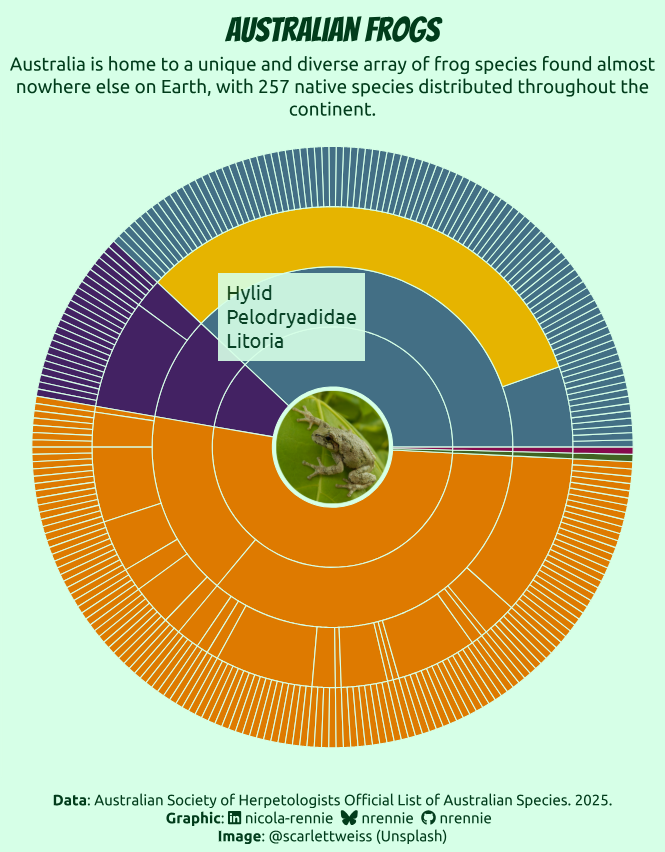 AUSTRALIAN FROGS
Australia is home to a unique and diverse array of frog species found almost
nowhere else on Earth, with 257 native species distributed throughout the
continent.
Hylid
Pelodryadidae
Litoria
Data: Australian Society of Herpetologists Official List of Australian Species. 2025.
Graphic: nicola-rennie nrennie nrennie
Image: @scarlettweiss (Unsplash)